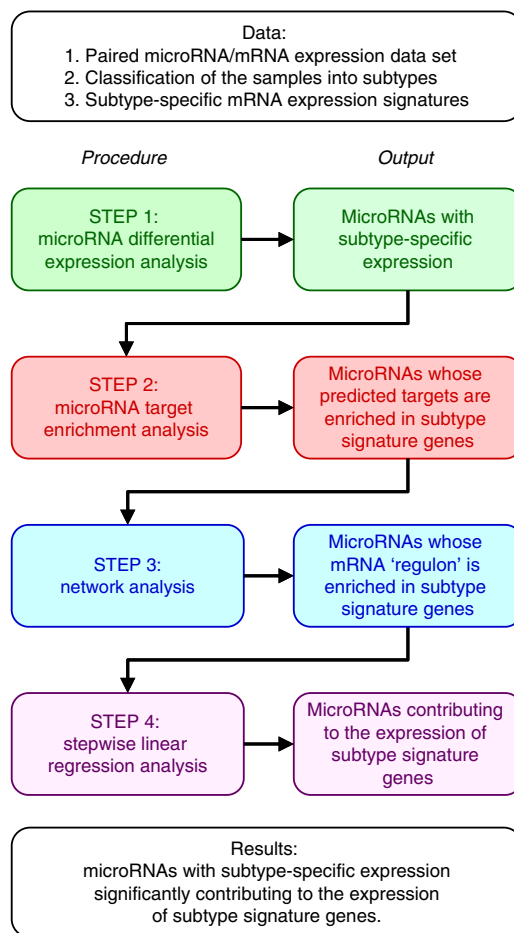 Data:
1. Paired microRNA/mRNA expression data set
2. Classification of the samples into subtypes
3. Subtype-specific mRNA expression signatures
Procedure
Output
STEP 1:
microRNA differential
expression analysis
MicroRNAs with
subtype-specific
expression
STEP 2:
microRNA target
enrichment analysis
MicroRNAs whose
predicted targets are
enriched in subtype
signature genes
STEP 3:
network analysis
MicroRNAs whose
mRNA ‘regulon’ is
enriched in subtype
signature genes
STEP 4:
stepwise linear
regression analysis
MicroRNAs contributing
to the expression of
subtype signature
genes
Results:
microRNAs with subtype-specific expression
significantly contributing to the expression
of subtype signature genes.